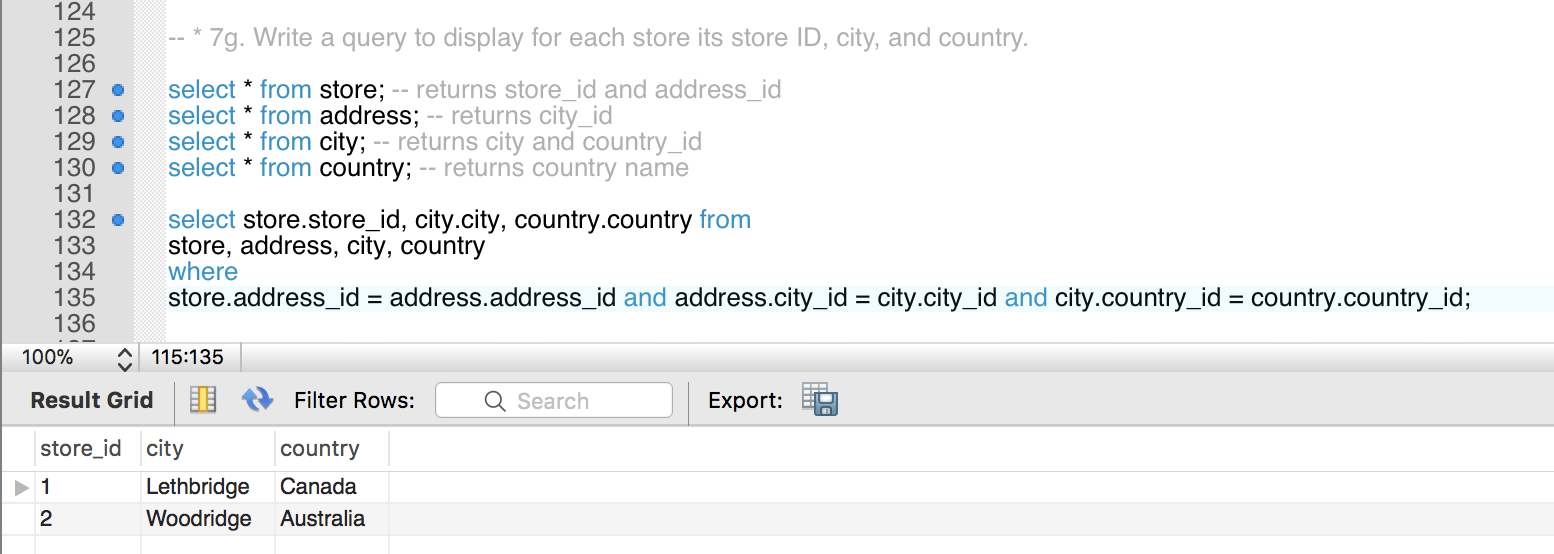 124
125 -- * 7g. Write a query to display for each store its store ID, city, and country.
126
127 select * from store; -- returns store_id and address_id
128 select * from address; -- returns city_id
129 select * from city; -- returns city and country_id
130 select * from country; -- returns country name
131
132 select store.store_id, city.city, country.country from
133 store, address, city, country
134 where
135 store.address_id = address.address_id and address.city_id = city.city_id and city.country_id = country.country_id;
136
100% 115:135
Result Grid Filter Rows: Search Export:
store_id city country
1 Lethbridge Canada
2 Woodridge Australia